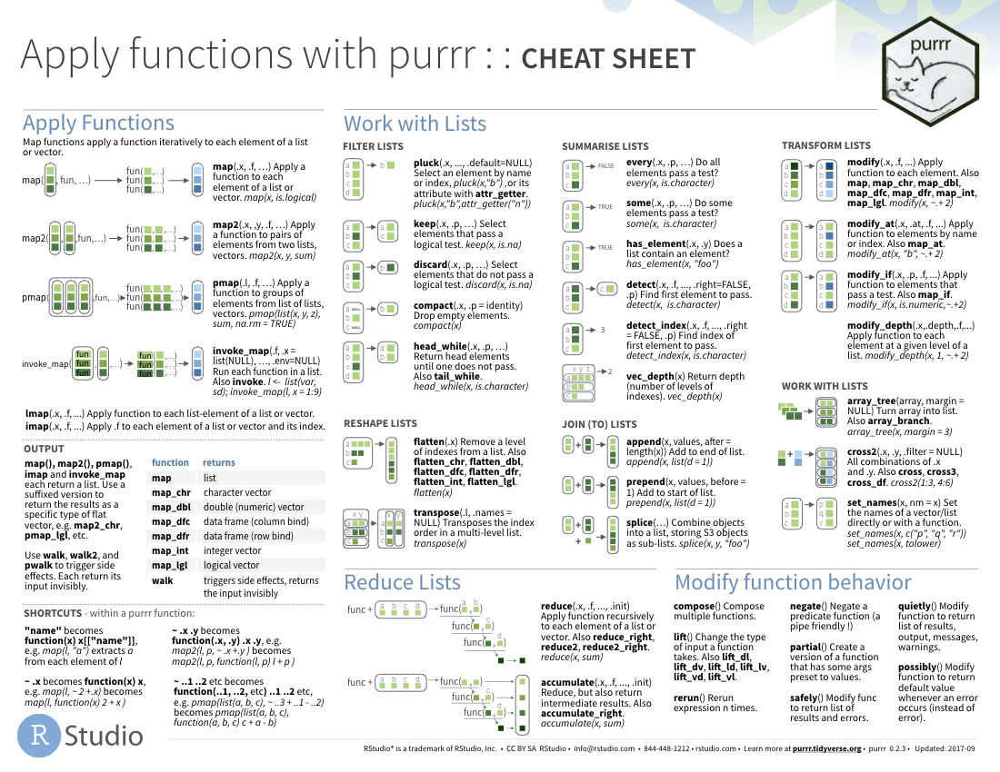 Apply functions with purrr : : CHEAT SHEET
purrr
Apply Functions
Map functions apply a function iteratively to each element of a list
or vector.
map( , fun, …) fun( ,…) fun( ,…) fun( ,…)
map(.x, .f, …) Apply a
function to each
element of a list or
vector. map(x, is.logical)
map2( , ,fun,…) fun( , ,…) fun( , ,…) fun( , ,…)
map2(.x, .y, .f, …) Apply
a function to pairs of
elements from two lists,
vectors. map2(x, y, sum)
pmap( ,fun,…) fun( , , ,…) fun( , , ,…) fun( , , ,…)
pmap(.l, .f, …) Apply a
function to groups of
elements from list of lists,
vectors. pmap(list(x, y, z),
sum, na.rm = TRUE)
invoke_map( fun fun fun , ,…) fun( ,…) fun( ,…) fun( ,…)
invoke_map(.f, .x =
list(NULL), …, .env=NULL)
Run each function in a list.
Also invoke. l <- list(var,
sd); invoke_map(l, x = 1:9)
lmap(.x, .f, ...) Apply function to each list-element of a list or vector.
imap(.x, .f, ...) Apply .f to each element of a list or vector and its index.
OUTPUT
map(), map2(), pmap(),
imap and invoke_map
each return a list. Use a
suffixed version to
return the results as a
specific type of flat
vector, e.g. map2_chr,
pmap_lgl, etc.
Use walk, walk2, and
pwalk to trigger side
effects. Each return its
input invisibly.
function returns
map list
map_chr character vector
map_dbl double (numeric) vector
map_dfc data frame (column bind)
map_dfr data frame (row bind)
map_int integer vector
map_lgl logical vector
walk triggers side effects, returns
the input invisibly
SHORTCUTS - within a purrr function:
"name" becomes
function(x) x[["name"]],
e.g. map(l, "a") extracts a
from each element of l
~ .x becomes function(x) x,
e.g. map(l, ~ 2 +.x) becomes
map(l, function(x) 2 + x )
~ .x .y becomes
function(.x, .y) .x .y, e.g.
map2(l, p, ~ .x +.y ) becomes
map2(l, p, function(l, p) l + p )
~ ..1 ..2 etc becomes
function(..1, ..2, etc) ..1 ..2 etc,
e.g. pmap(list(a, b, c), ~ ..3 + ..1 - ..2)
becomes pmap(list(a, b, c),
function(a, b, c) c + a - b)
R Studio
Work with Lists
FILTER LISTS
a b c d b
pluck(.x, ..., .default=NULL)
Select an element by name
or index, pluck(x,"b") ,or its
attribute with attr_getter.
pluck(x,"b",attr_getter("n"))
a b c a c
keep(.x, .p, …) Select
elements that pass a
logical test. keep(x, is.na)
a b c b
discard(.x, .p, …) Select
elements that do not pass a
logical test. discard(x, is.na)
a NULL b c NULL c
compact(.x, .p = identity)
Drop empty elements.
compact(x)
a b c d a b
head_while(.x, .p, …)
Return head elements
until one does not pass.
Also tail_while.
head_while(x, is.character)
RESHAPE LISTS
a b c
flatten(.x) Remove a level
of indexes from a list. Also
flatten_chr, flatten_dbl,
flatten_dfc, flatten_dfr,
flatten_int, flatten_lgl.
flatten(x)
x y a b c x y a b c
transpose(.l, .names =
NULL) Transposes the index
order in a multi-level list.
transpose(x)
SUMMARISE LISTS
a b c FALSE
every(.x, .p, …) Do all
elements pass a test?
every(x, is.character)
a b c TRUE
some(.x, .p, …) Do some
elements pass a test?
some(x, is.character)
a b c TRUE
has_element(.x, .y) Does a
list contain an element?
has_element(x, "foo")
a b c c
detect(.x, .f, ..., .right=FALSE,
.p) Find first element to pass.
detect(x, is.character)
a b c 3
detect_index(.x, .f, ..., .right
= FALSE, .p) Find index of
first element to pass.
detect_index(x, is.character)
x y z a b c 2
vec_depth(x) Return depth
(number of levels of
indexes). vec_depth(x)
JOIN (TO) LISTS
+
append(x, values, after =
length(x)) Add to end of list.
append(x, list(d = 1))
+
prepend(x, values, before =
1) Add to start of list.
prepend(x, list(d = 1))
+ +
splice(…) Combine objects
into a list, storing S3 objects
as sub-lists. splice(x, y, "foo")
TRANSFORM LISTS
a b c d a b c d
modify(.x, .f, ...) Apply
function to each element. Also
map, map_chr, map_dbl,
map_dfc, map_dfr, map_int,
map_lgl. modify(x, ~.+ 2)
a b c d a b c d
modify_at(.x, .at, .f, ...) Apply
function to elements by name
or index. Also map_at.
modify_at(x, "b", ~.+ 2)
a b c d a b c d
modify_if(.x, .p, .f, ...) Apply
function to elements that
pass a test. Also map_if.
modify_if(x, is.numeric,~.+2)
modify_depth(.x,.depth,.f,...)
Apply function to each
element at a given level of a
list. modify_depth(x, 1, ~.+ 2)
WORK WITH LISTS
array_tree(array, margin =
NULL) Turn array into list.
Also array_branch.
array_tree(x, margin = 3)
+
cross2(.x, .y, .filter = NULL)
All combinations of .x
and .y. Also cross, cross3,
cross_df. cross2(1:3, 4:6)
a b c p q r
set_names(x, nm = x) Set
the names of a vector/list
directly or with a function.
set_names(x, c("p", "q", "r"))
set_names(x, tolower)
Reduce Lists
func + a b c d func( a , b )
func( , c )
func( , d )
reduce(.x, .f, ..., .init)
Apply function recursively
to each element of a list or
vector. Also reduce_right,
reduce2, reduce2_right.
reduce(x, sum)
func + a b c d func( a , b )
func( , c )
func( , d )
accumulate(.x, .f, ..., .init)
Reduce, but also return
intermediate results. Also
accumulate_right.
accumulate(x, sum)
Modify function behavior
compose() Compose
multiple functions.
lift() Change the type
of input a function
takes. Also lift_dl,
lift_dv, lift_ld, lift_lv,
lift_vd, lift_vl.
rerun() Rerun
expression n times.
negate() Negate a
predicate function (a
pipe friendly !)
partial() Create a
version of a function
that has some args
preset to values.
safely() Modify func
to return list of
results and errors.
quietly() Modify
function to return
list of results,
output, messages,
warnings.
possibly() Modify
function to return
default value
whenever an error
occurs (instead of
error).
RStudio® is a trademark of RStudio, Inc. • CC BY SA RStudio • info@rstudio.com • 844-448-1212 • rstudio.com • Learn more at purrr.tidyverse.org • purrr 0.2.3 • Updated: 2017-09